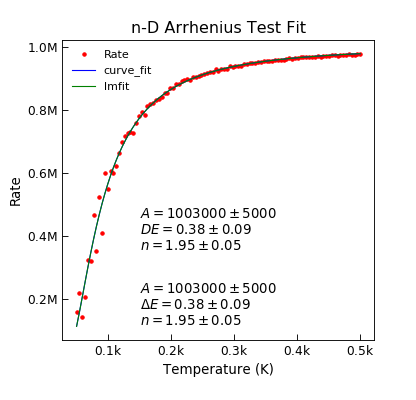 n-D Arrhenius Test Fit
1.0M
0.8M
0.6M
0.4M
0.2M
Rate
Rate
curve_fit
lmfit
A = 1003000 ± 5000
DE = 0.38 ± 0.09
n = 1.95 ± 0.05
A = 1003000 ± 5000
ΔE = 0.38 ± 0.09
n = 1.95 ± 0.05
0.1k 0.2k 0.3k 0.4k 0.5k
Temperature (K)